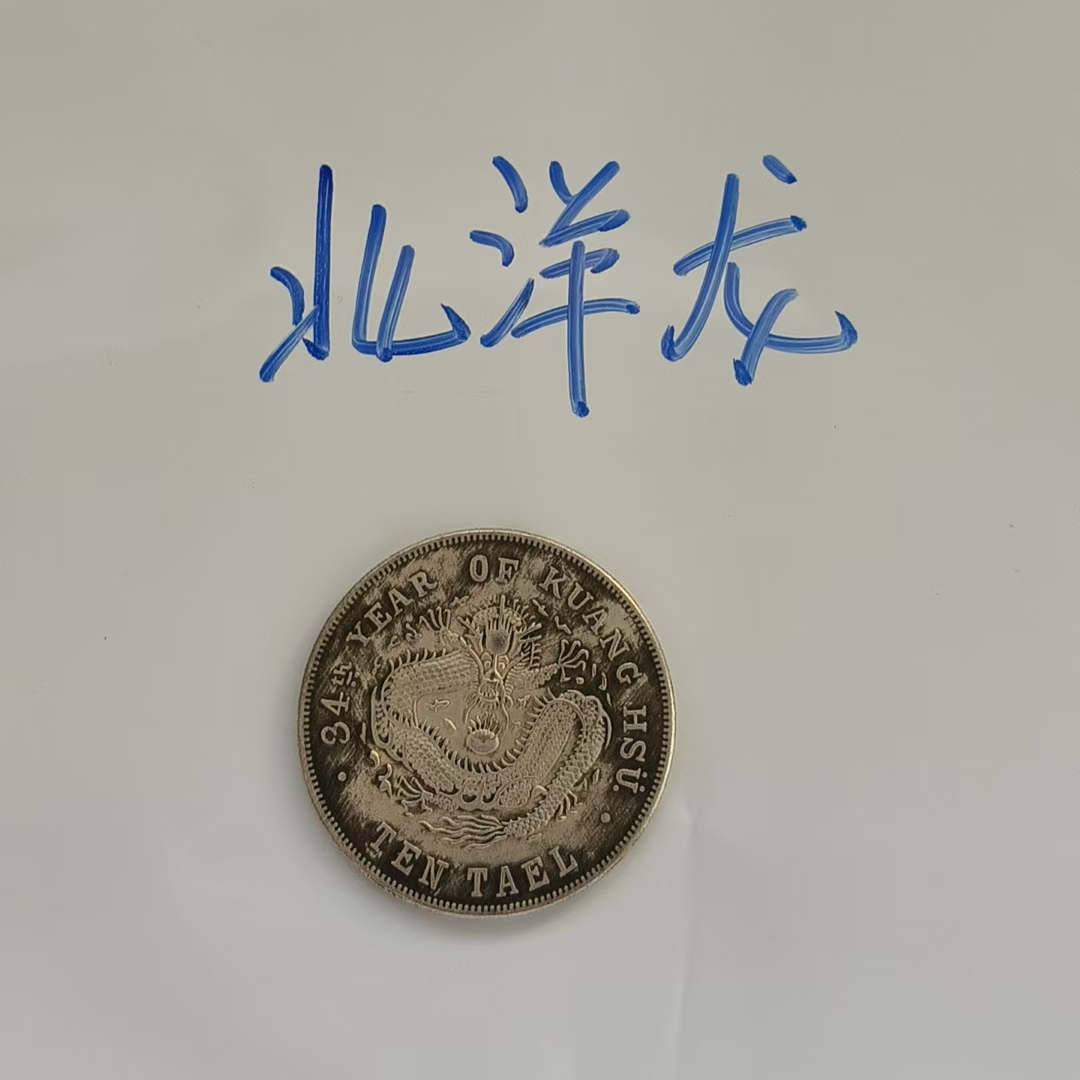 北洋龙
34th YEAR OF KUANG HSÜ.
TEN TAEL